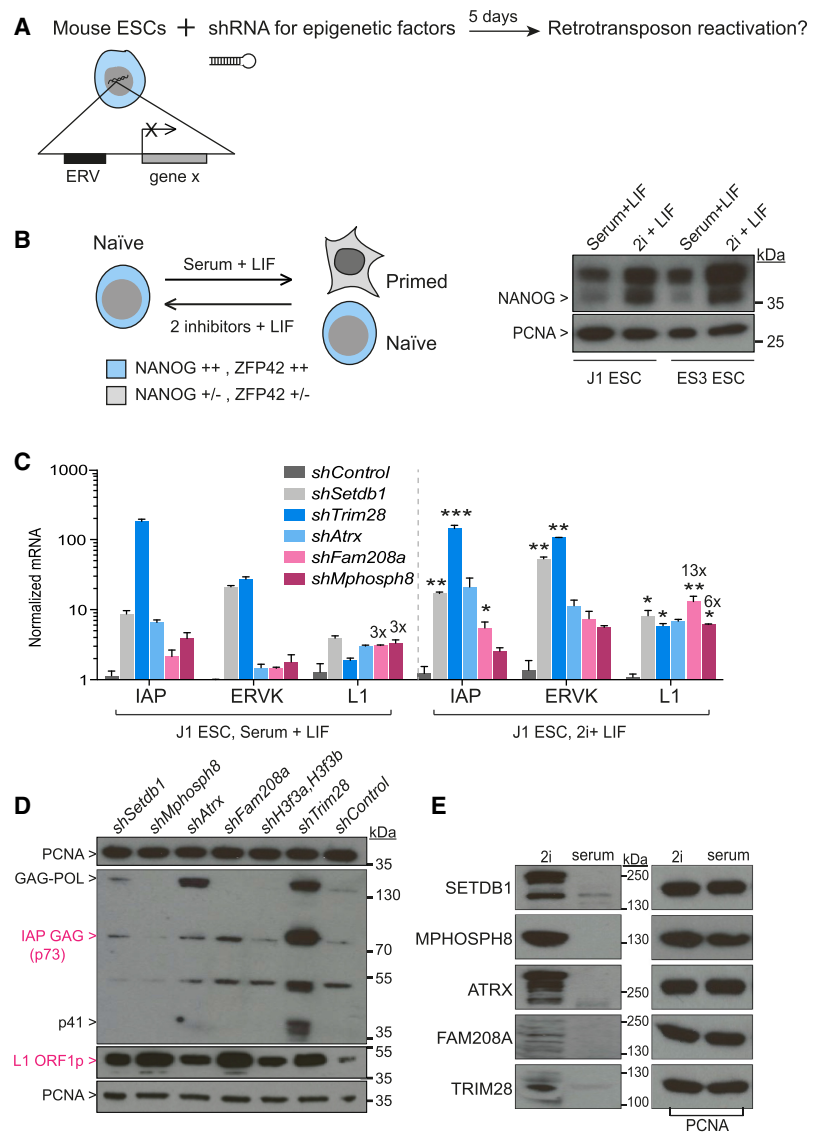 A Mouse ESCs + shRNA for epigenetic factors 5 days Retrotransposon reactivation?
X
ERV gene x
B
Naïve
Serum + LIF
2 inhibitors + LIF
Primed
Naïve
NANOG ++ , ZFP42 ++
NANOG +/- , ZFP42 +/-
Serum+LIF 2i + LIF Serum+LIF 2i + LIF
kDa
NANOG > 35
PCNA > 25
J1 ESC ES3 ESC
C
Normalized mRNA
1000
100
10
1
shControl
shSetdb1
shTrim28
shAtrx
shFam208a
shMphosph8
3x 3x
** *** * ** ** * * 13x ** 6x *
IAP ERVK L1 IAP ERVK L1
J1 ESC, Serum + LIF J1 ESC, 2i+ LIF
D
shSetdb1 shMphosph8 shAtrx shFam208a shH3f3a,H3f3b shTrim28 shControl
kDa
PCNA > 35
GAG-POL > 130
IAP GAG >
(p73) 70
55
p41 > 35
L1 ORF1p > 55
35
PCNA > 35
E
2i serum kDa 2i serum
SETDB1 250
130
MPHOSPH8 130
ATRX 250
FAM208A 250
130
TRIM28 130
100
PCNA